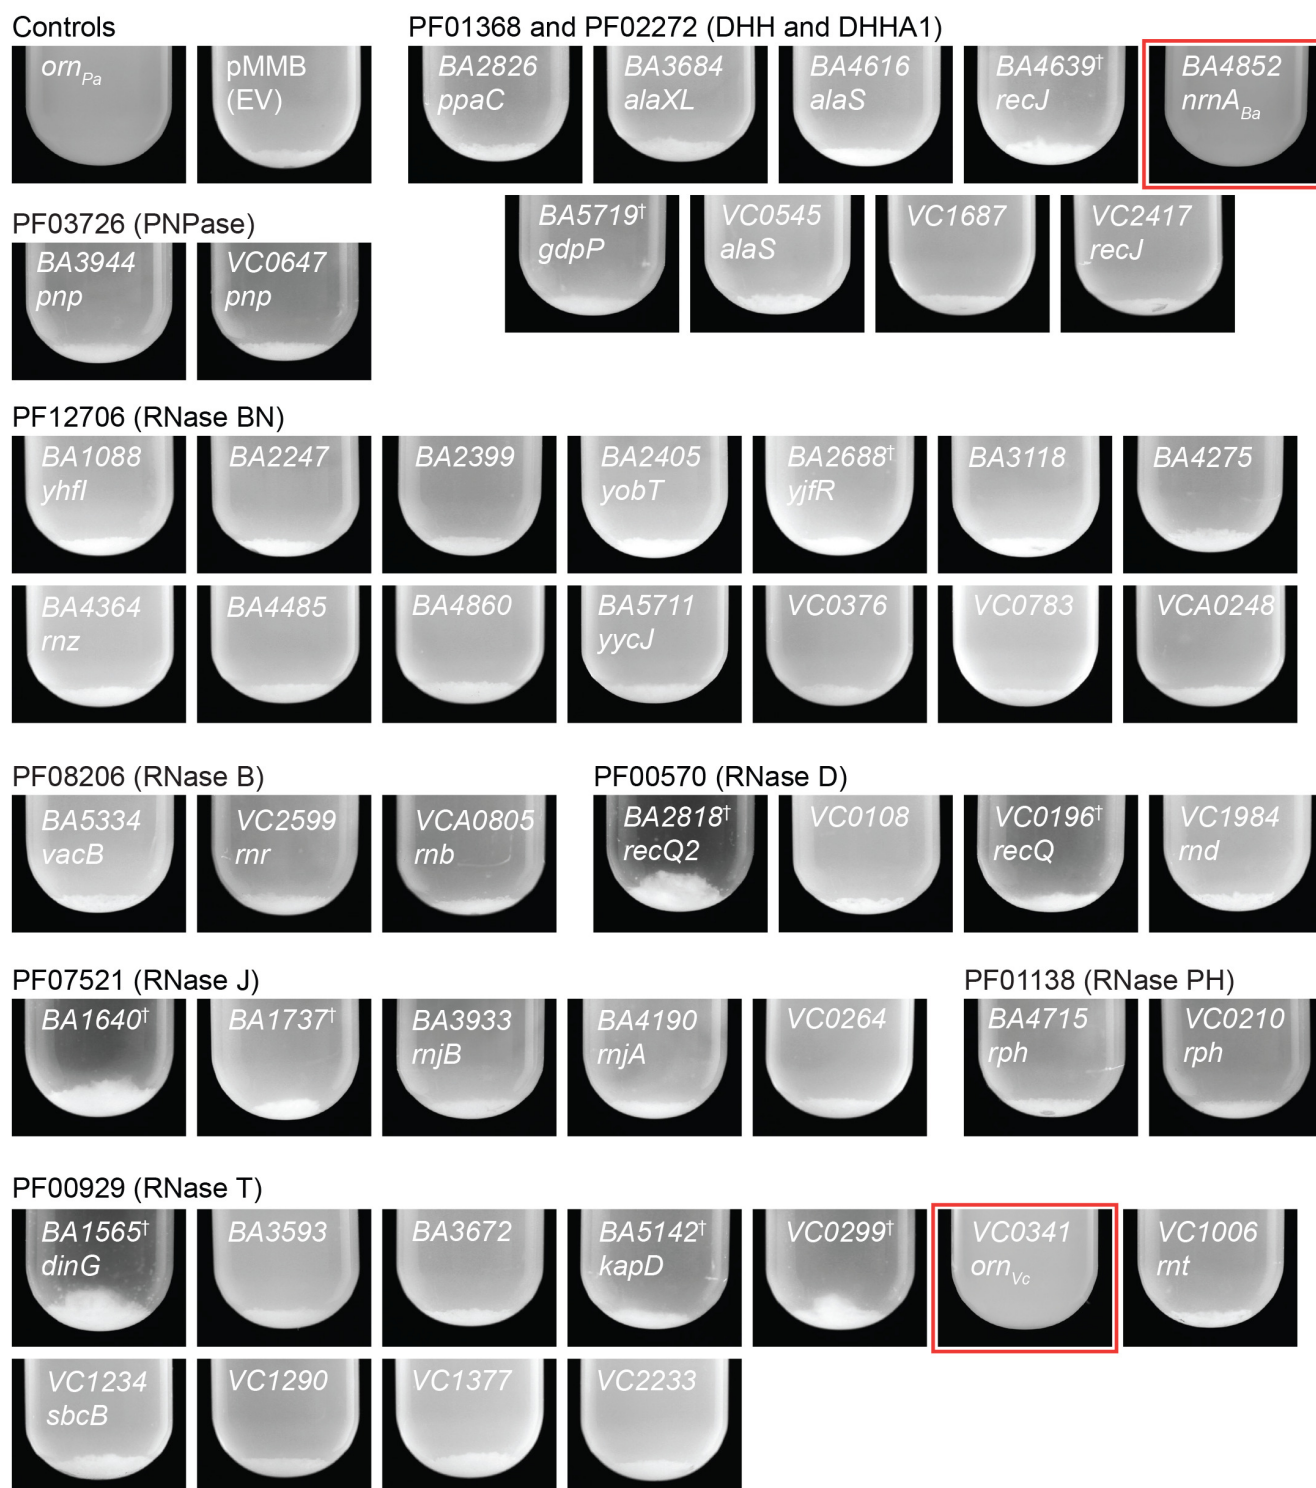 Controls
orn_Pa
pMMB
(EV)
PF01368 and PF02272 (DHH and DHHA1)
BA2826
ppaC
BA3684
alaXL
BA4616
alaS
BA4639†
recJ
BA4852
nrnA_Ba
BA5719†
gdpP
VC0545
alaS
VC1687
VC2417
recJ
PF03726 (PNPase)
BA3944
pnp
VC0647
pnp
PF12706 (RNase BN)
BA1088
yhfI
BA2247
BA2399
BA2405
yobT
BA2688†
yjfR
BA3118
BA4275
BA4364
rnz
BA4485
BA4860
BA5711
yycJ
VC0376
VC0783
VCA0248
PF08206 (RNase B)
BA5334
vacB
VC2599
rnr
VCA0805
rnb
PF00570 (RNase D)
BA2818†
recQ2
VC0108
VC0196†
recQ
VC1984
rnd
PF07521 (RNase J)
BA1640†
BA1737†
BA3933
rnjB
BA4190
rnjA
VC0264
PF01138 (RNase PH)
BA4715
rph
VC0210
rph
PF00929 (RNase T)
BA1565†
dinG
BA3593
BA3672
BA5142†
kapD
VC0299†
VC0341
orn_Vc
VC1006
rnt
VC1234
sbcB
VC1290
VC1377
VC2233